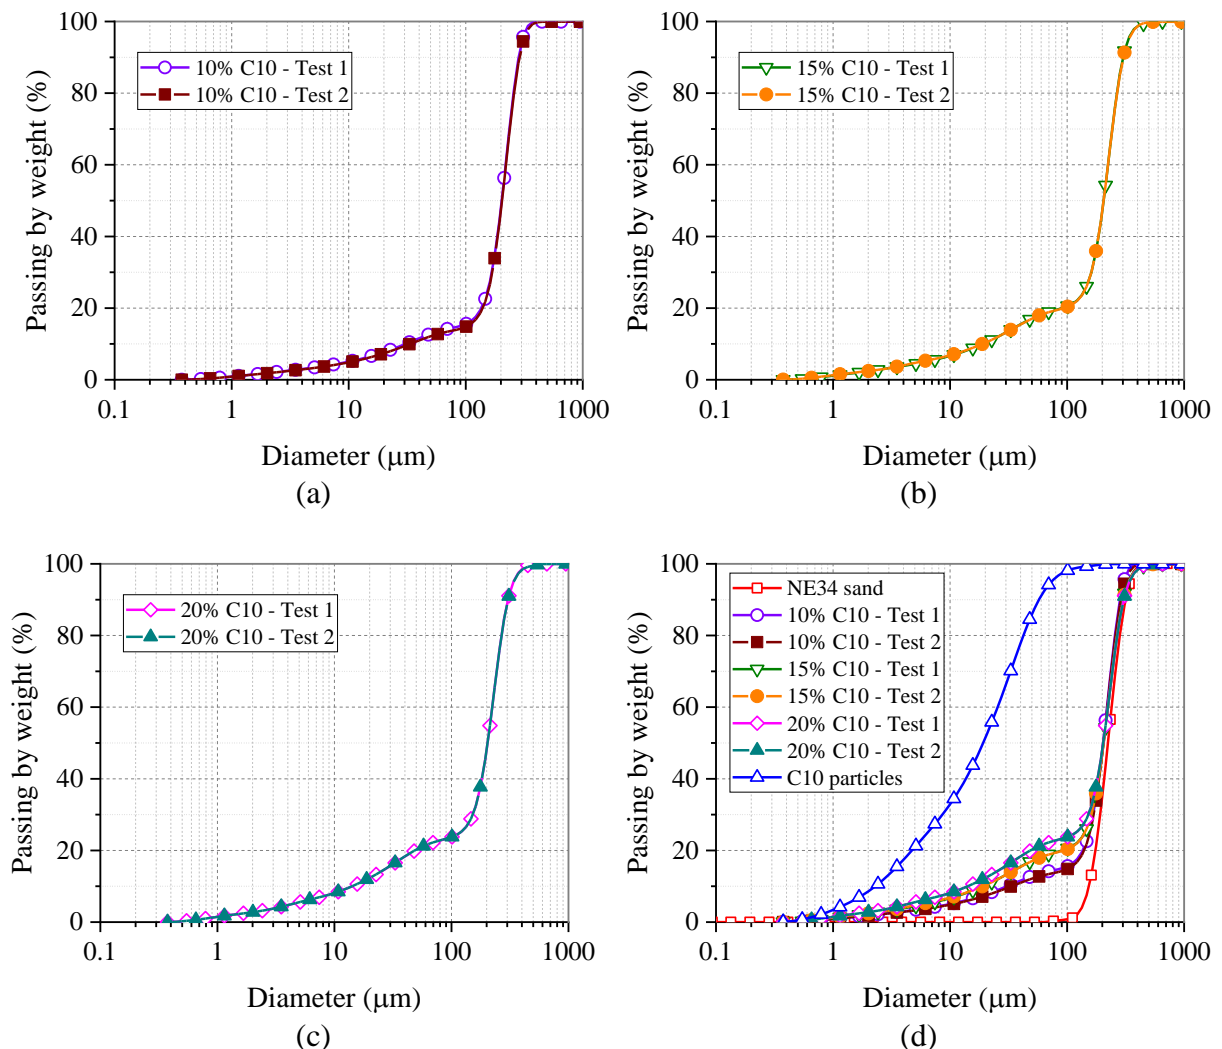 100
80
60
40
20
0
Passing by weight (%)
10% C10 - Test 1
10% C10 - Test 2
0.1 1 10 100 1000
Diameter (μm)
(a)
100
80
60
40
20
0
Passing by weight (%)
15% C10 - Test 1
15% C10 - Test 2
0.1 1 10 100 1000
Diameter (μm)
(b)
100
80
60
40
20
0
Passing by weight (%)
20% C10 - Test 1
20% C10 - Test 2
0.1 1 10 100 1000
Diameter (μm)
(c)
100
80
60
40
20
0
Passing by weight (%)
NE34 sand
10% C10 - Test 1
10% C10 - Test 2
15% C10 - Test 1
15% C10 - Test 2
20% C10 - Test 1
20% C10 - Test 2
C10 particles
0.1 1 10 100 1000
Diameter (μm)
(d)